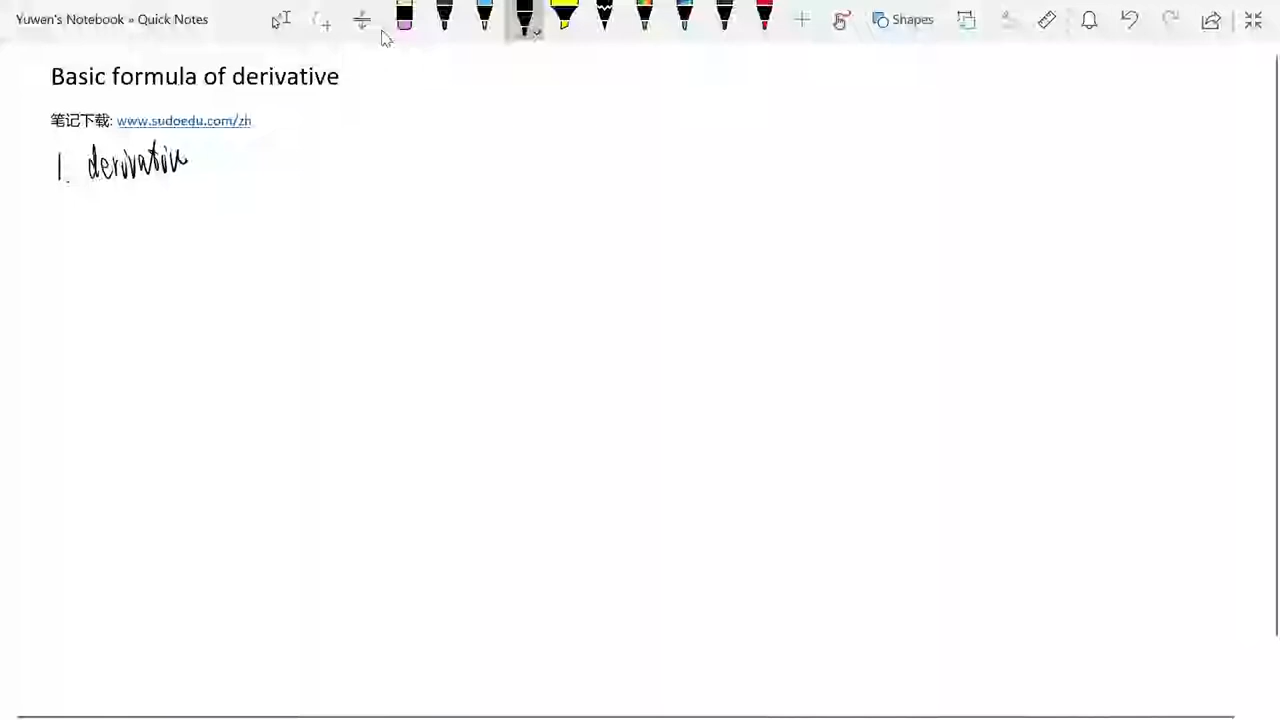 Yuwen's Notebook » Quick Notes
Shapes
Basic formula of derivative
笔记下载: www.sudoedu.com/zh
1. derivative